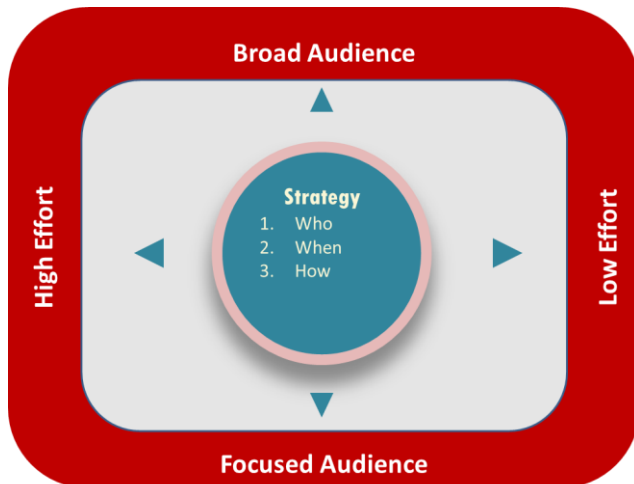 Broad Audience
High Effort
Strategy
1. Who
2. When
3. How
Low Effort
Focused Audience